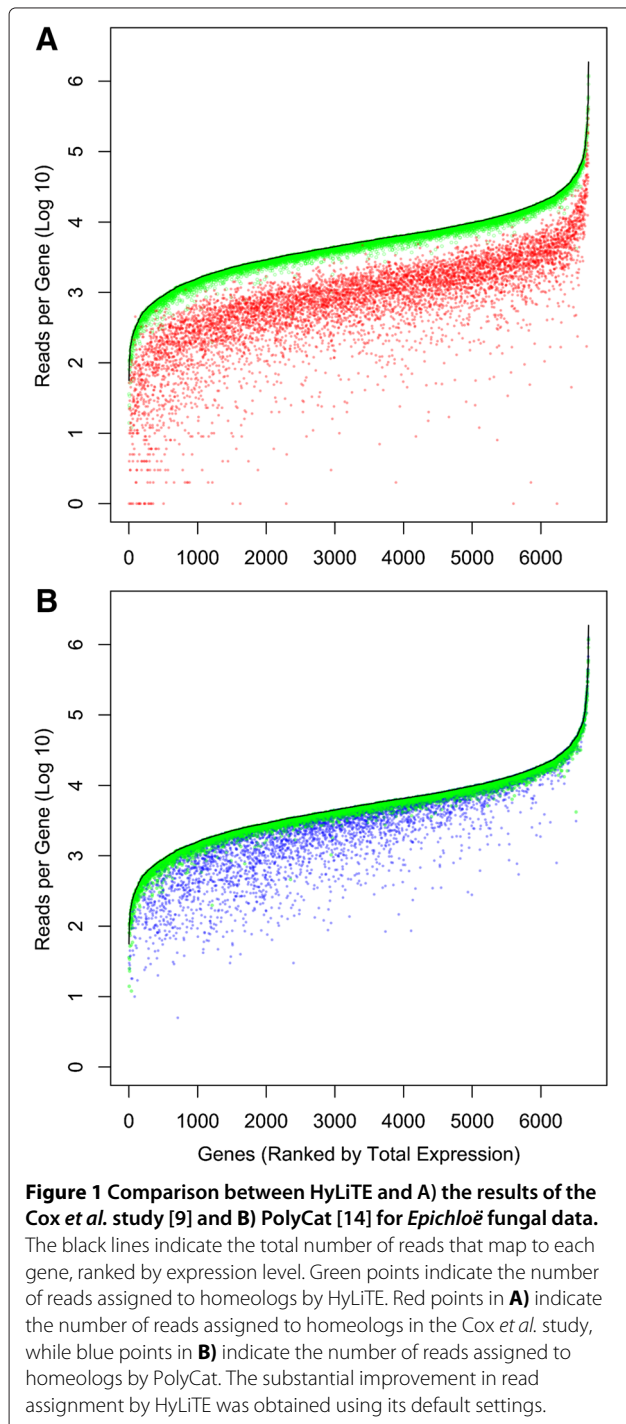 A
Reads per Gene (Log 10)
6
5
4
3
2
1
0
0 1000 2000 3000 4000 5000 6000
B
Reads per Gene (Log 10)
6
5
4
3
2
1
0
0 1000 2000 3000 4000 5000 6000
Genes (Ranked by Total Expression)
Figure 1 Comparison between HyLiTE and A) the results of the
Cox et al. study [9] and B) PolyCat [14] for Epichloë fungal data.
The black lines indicate the total number of reads that map to each
gene, ranked by expression level. Green points indicate the number
of reads assigned to homeologs by HyLiTE. Red points in A) indicate
the number of reads assigned to homeologs in the Cox et al. study,
while blue points in B) indicate the number of reads assigned to
homeologs by PolyCat. The substantial improvement in read
assignment by HyLiTE was obtained using its default settings.